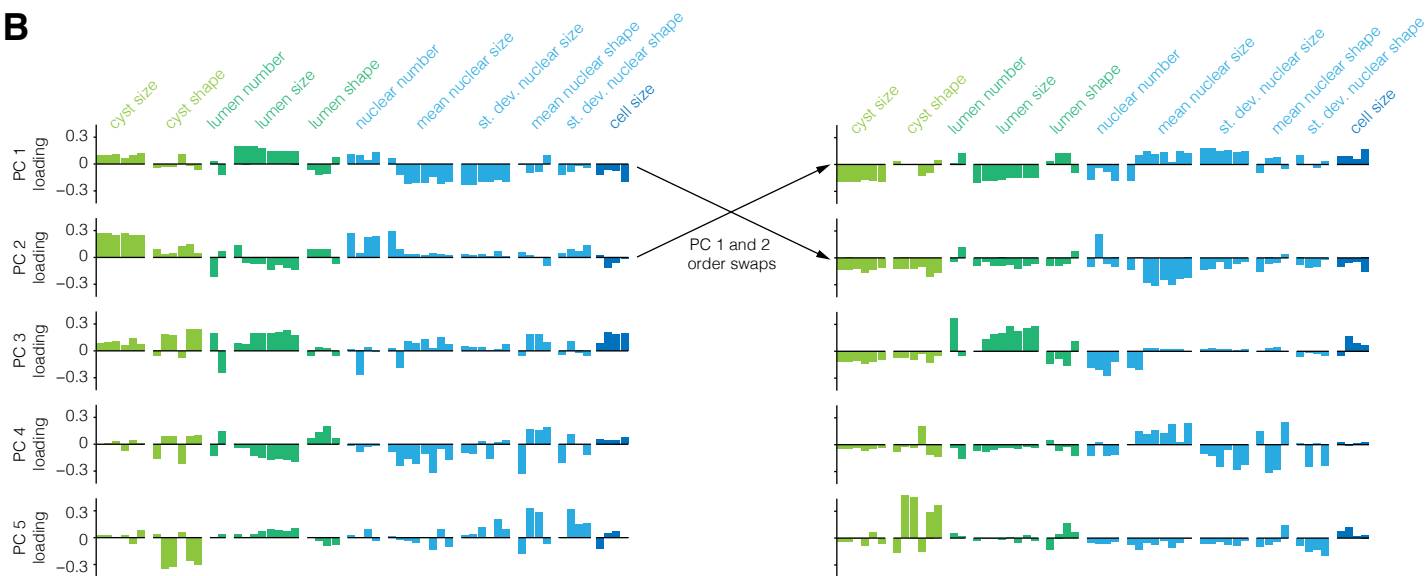 B
cyst size
cyst shape
lumen number
lumen size
lumen shape
nuclear number
mean nuclear size
st. dev. nuclear size
mean nuclear shape
st. dev. nuclear shape
cell size
cyst size
cyst shape
lumen number
lumen size
lumen shape
nuclear number
mean nuclear size
st. dev. nuclear size
mean nuclear shape
st. dev. nuclear shape
cell size
PC 1
loading
0.3
0
−0.3
PC 2
loading
0.3
0
−0.3
PC 1 and 2
order swaps
PC 3
loading
0.3
0
−0.3
PC 4
loading
0.3
0
−0.3
PC 5
loading
0.3
0
−0.3